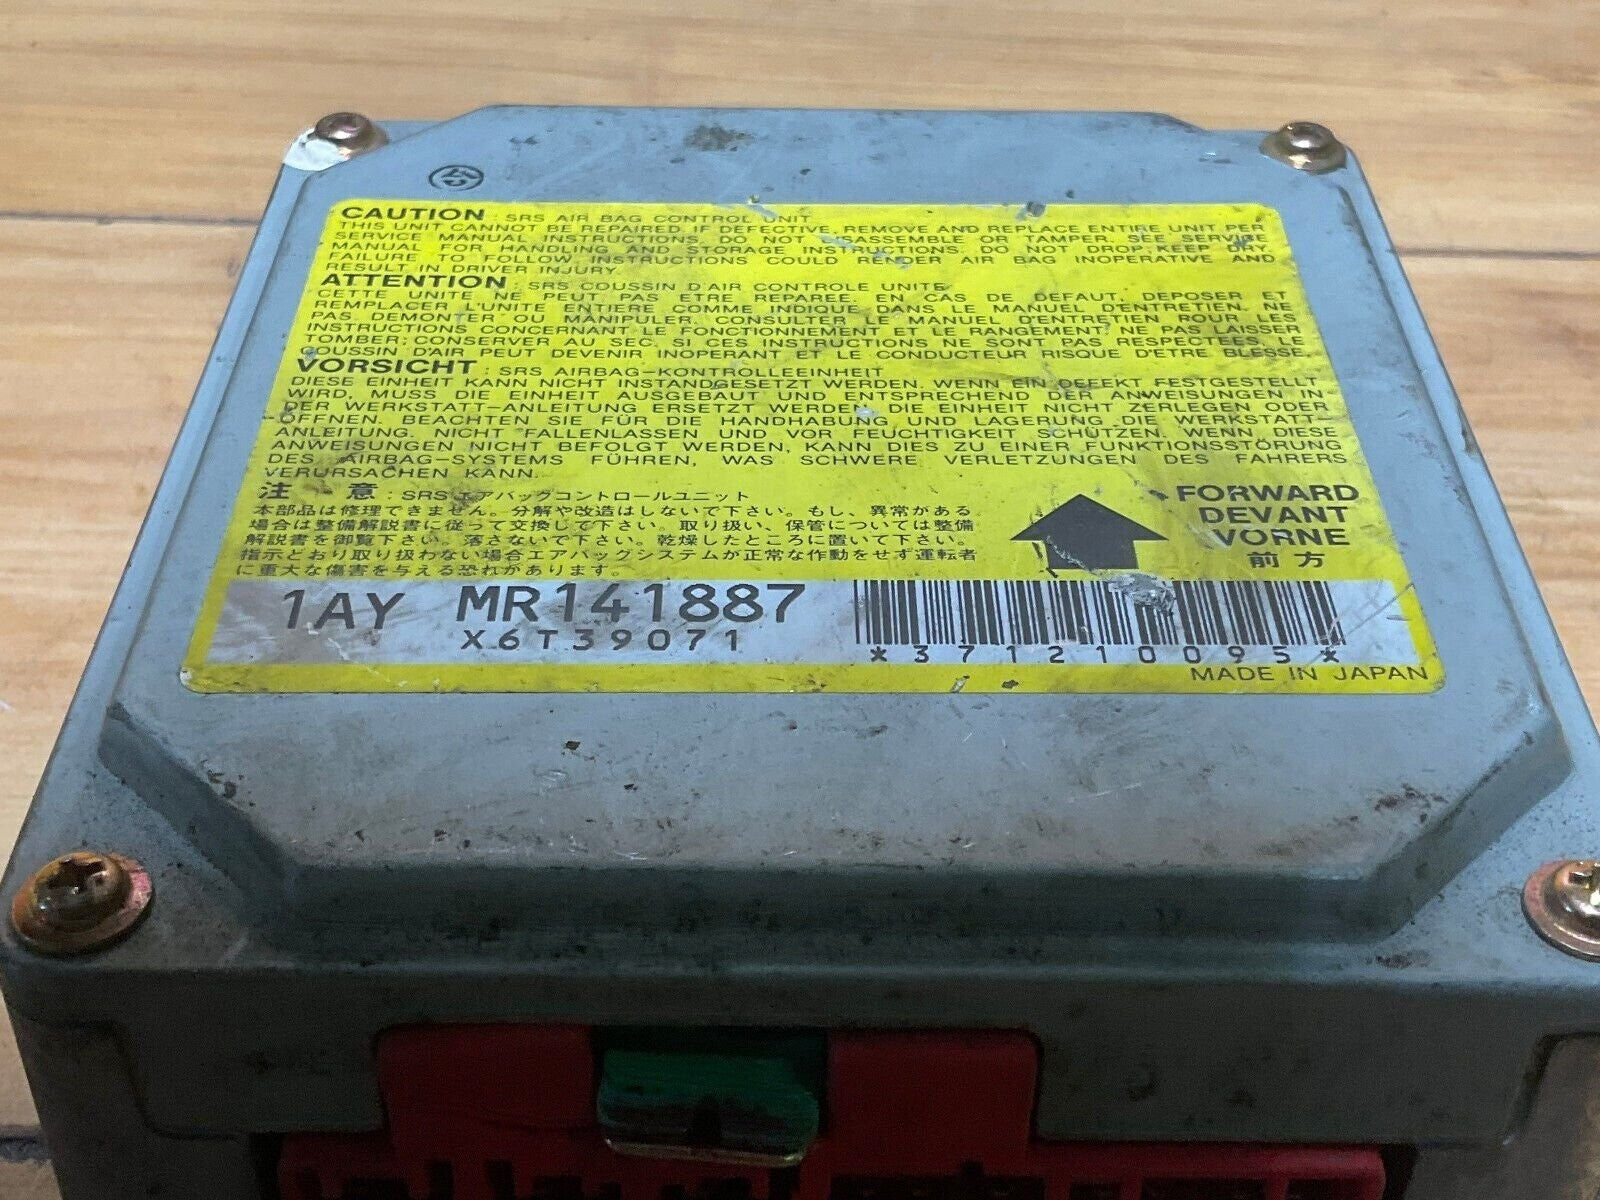 CAUTION : SRS AIR BAG CONTROL UNIT
THIS UNIT CANNOT BE REPAIRED. IF DEFECTIVE, REMOVE AND REPLACE ENTIRE UNIT PER
SERVICE MANUAL INSTRUCTIONS. DO NOT DISASSEMBLE OR TAMPER. SEE SERVICE
MANUAL FOR HANDLING AND STORAGE INSTRUCTIONS. DO NOT DROP: KEEP DRY.
FAILURE TO FOLLOW INSTRUCTIONS COULD RENDER AIR BAG INOPERATIVE AND
RESULT IN DRIVER INJURY.
ATTENTION : SRS COUSSIN D'AIR CONTROLE UNITE
CETTE UNITE NE PEUT PAS ETRE REPAREE. EN CAS DE DEFAUT, DEPOSER ET
REMPLACER L'UNITE ENTIERE COMME INDIQUE DANS LE MANUEL D'ENTRETIEN. NE
PAS DEMONTER OU MANIPULER. CONSULTER LE MANUEL D'ENTRETIEN POUR LES
INSTRUCTIONS CONCERNANT LE FONCTIONNEMENT ET LE RANGEMENT, NE PAS LAISSER
TOMBER; CONSERVER AU SEC. SI CES INSTRUCTIONS NE SONT PAS RESPECTEES, LE
COUSSIN D'AIR PEUT DEVENIR INOPERANT ET LE CONDUCTEUR RISQUE D'ETRE BLESSE.
VORSICHT : SRS AIRBAG-KONTROLLEEINHEIT
DIESE EINHEIT KANN NICHT INSTANDGESETZT WERDEN. WENN EIN DEFEKT FESTGESTELLT
WIRD, MUSS DIE EINHEIT AUSGEBAUT UND ENTSPRECHEND DER ANWEISUNGEN IN
DER WERKSTATT-ANLEITUNG ERSETZT WERDEN. DIE EINHEIT NICHT ZERLEGEN ODER
ÖFFNEN. BEACHTEN SIE FÜR DIE HANDHABUNG UND LAGERUNG DIE WERKSTATT-
ANLEITUNG. NICHT FALLENLASSEN UND VOR FEUCHTIGKEIT SCHÜTZEN. WENN DIESE
ANWEISUNGEN NICHT BEFOLGT WERDEN, KANN DIES ZU EINER FUNKTIONSSTÖRUNG
DES AIRBAG-SYSTEMS FÜHREN, WAS SCHWERE VERLETZUNGEN DES FAHRERS
VERURSACHEN KANN.
注 意 : SRSエアバッグコントロールユニット
本部品は修理できません。分解や改造はしないで下さい。もし、異常がある
場合は整備解説書に従って交換して下さい。取り扱い、保管については整備
解説書を御覧下さい。落さないで下さい。乾燥したところに置いて下さい。
指示どおり取り扱わない場合エアバッグシステムが正常な作動をせず運転者
に重大な傷害を与える恐れがあります。
FORWARD
DEVANT
VORNE
前方
1AY MR141887
X6T39071
*371210095*
MADE IN JAPAN